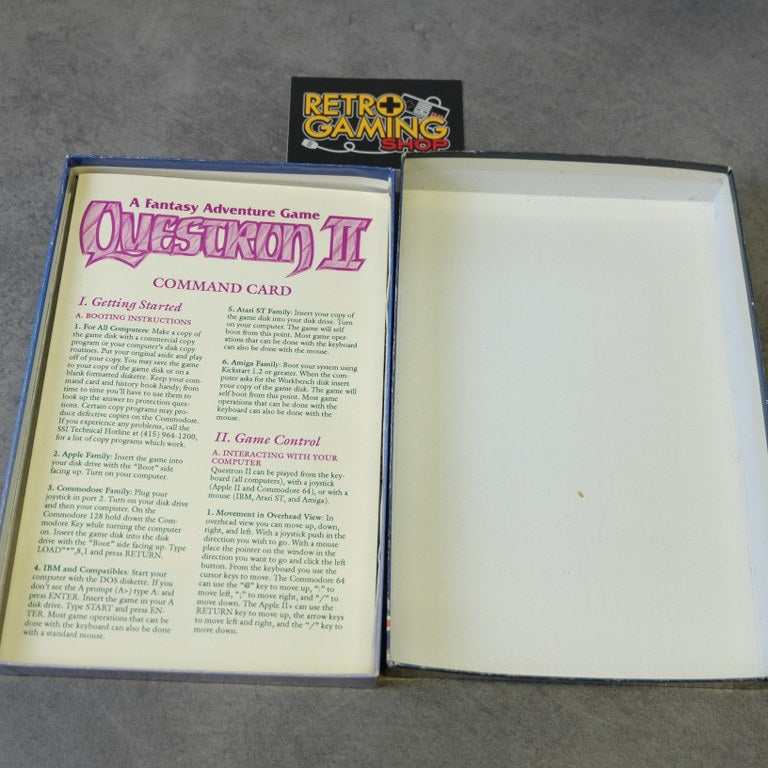 RETRO
GAMING
SHOP
A Fantasy Adventure Game
QUESTRON II
COMMAND CARD
I. Getting Started
A. BOOTING INSTRUCTIONS
1. For All Computers: Make a copy of
the game disk with a commercial copy
program or your computer's disk copy
routines. Put your original aside and play
off of your copy. You may save the game
to your copy of the game disk or on a
blank formatted diskette. Keep your com-
mand card and history book handy; from
time to time you'll have to use them to
look up the answer to protection ques-
tions. Certain copy programs may pro-
duce defective copies on the Commodore.
If you experience any problems, call the
SSI Technical Hotline at (415) 964-1200,
for a list of copy programs which work.
2. Apple Family: Insert the game into
your disk drive with the "Boot" side
facing up. Turn on your computer.
3. Commodore Family: Plug your
joystick in port 2. Turn on your disk drive
and then your computer. On the
Commodore 128 hold down the Com-
modore Key while turning the computer
on. Insert the game disk into the disk
drive with the "Boot" side facing up. Type
LOAD"*",8,1 and press RETURN.
4. IBM and Compatibles: Start your
computer with the DOS diskette. If you
don't see the A prompt (A>) type A: and
press ENTER. Insert the game in your A
disk drive. Type START and press EN-
TER. Most game operations that can be
done with the keyboard can also be done
with a standard mouse.
5. Atari ST Family: Insert your copy of
the game disk into your disk drive. Turn
on your computer. The game will self
boot from this point. Most game oper-
ations that can be done with the keyboard
can also be done with the mouse.
6. Amiga Family: Boot your system using
Kickstart 1.2 or greater. When the com-
puter asks for the Workbench disk insert
your copy of the game disk. The game will
self boot from this point. Most game
operations that can be done with the
keyboard can also be done with the
mouse.
II. Game Control
A. INTERACTING WITH YOUR
COMPUTER
Questron II can be played from the key-
board (all computers), with a joystick
(Apple II and Commodore 64), or with a
mouse (IBM, Atari ST, and Amiga).
1. Movement in Overhead View: In
overhead view you can move up, down,
right, and left. With a joystick push in the
direction you wish to go. With a mouse
place the pointer on the window in the
direction you want to go and click the left
button. From the keyboard you use the
cursor keys to move. The Commodore 64
can use the "@" key to move up, ":" to
move left, ";" to move right, and "/" to
move down. The Apple II+ can use the
RETURN key to move up, the arrow keys
to move left and right, and the "/" key to
move down.